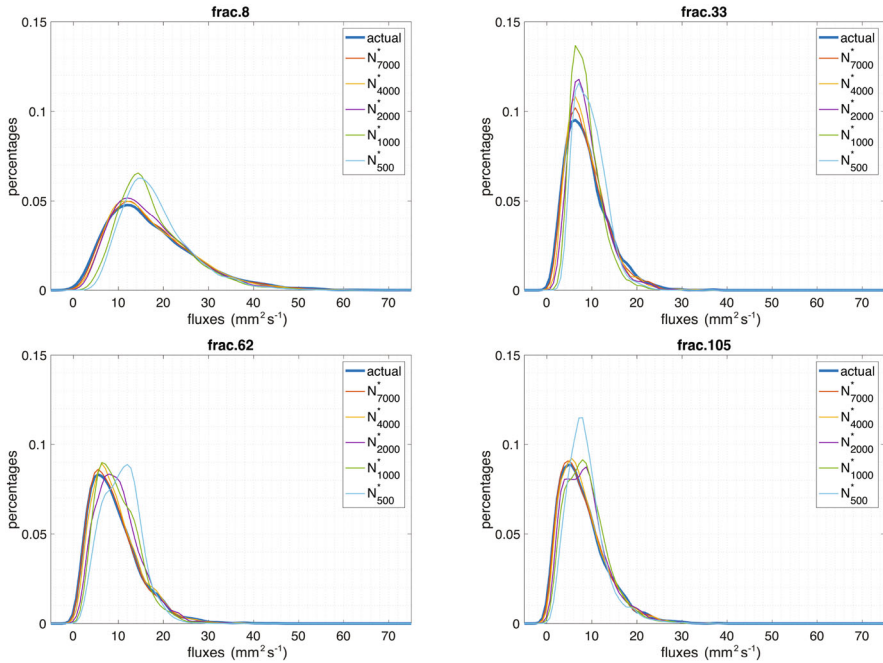 frac.8
0.15
0.1
0.05
0
percentages
0 10 20 30 40 50 60 70
fluxes (mm² s⁻¹)
actual
N*7000
N*4000
N*2000
N*1000
N*500
frac.33
0.15
0.1
0.05
0
percentages
0 10 20 30 40 50 60 70
fluxes (mm² s⁻¹)
actual
N*7000
N*4000
N*2000
N*1000
N*500
frac.62
0.15
0.1
0.05
0
percentages
0 10 20 30 40 50 60 70
fluxes (mm² s⁻¹)
actual
N*7000
N*4000
N*2000
N*1000
N*500
frac.105
0.15
0.1
0.05
0
percentages
0 10 20 30 40 50 60 70
fluxes (mm² s⁻¹)
actual
N*7000
N*4000
N*2000
N*1000
N*500